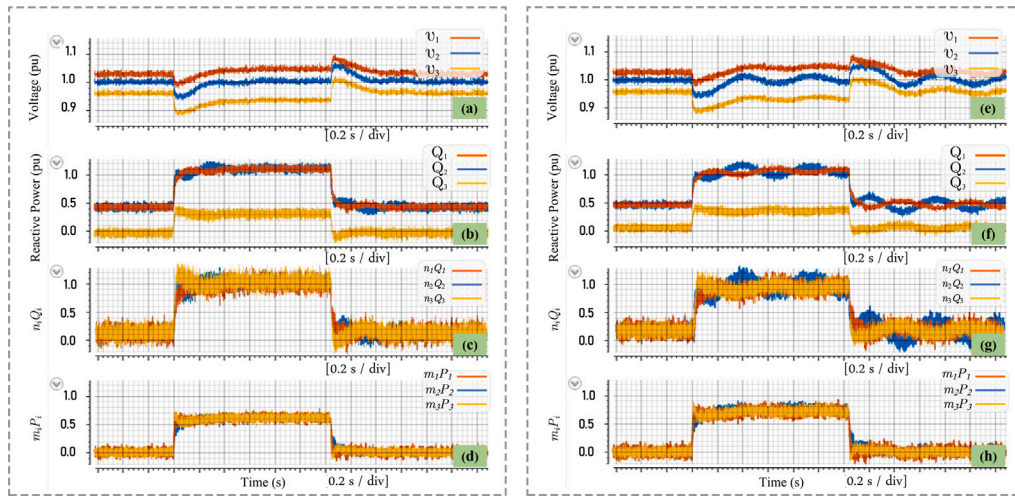 Voltage (pu)
1.1
1.0
0.9
υ1
υ2
υ3
(a)
[0.2 s / div]
Reactive Power (pu)
1.0
0.5
0.0
Q1
Q2
Q3
(b)
[0.2 s / div]
niQi
1.0
0.5
0.0
n1Q1
n2Q2
n3Q3
(c)
[0.2 s / div]
miPi
1.0
0.5
0.0
m1P1
m2P2
m3P3
(d)
Time (s)
0.2 s / div]
Voltage (pu)
1.1
1.0
0.9
υ1
υ2
υ3
(e)
[0.2 s / div]
Reactive Power (pu)
1.0
0.5
0.0
Q1
Q2
Q3
(f)
[0.2 s / div]
niQi
1.0
0.5
0.0
n1Q1
n2Q2
n3Q3
(g)
[0.2 s / div]
miPi
1.0
0.5
0.0
m1P1
m2P2
m3P3
(h)
Time (s)
0.2 s / div]